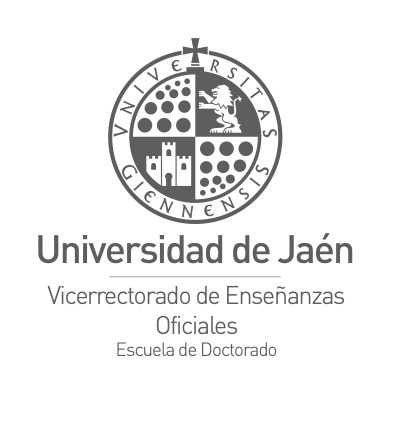 VNIVERSITAS
GIENNENSIS
Universidad de Jaén
Vicerrectorado de Enseñanzas
Oficiales
Escuela de Doctorado